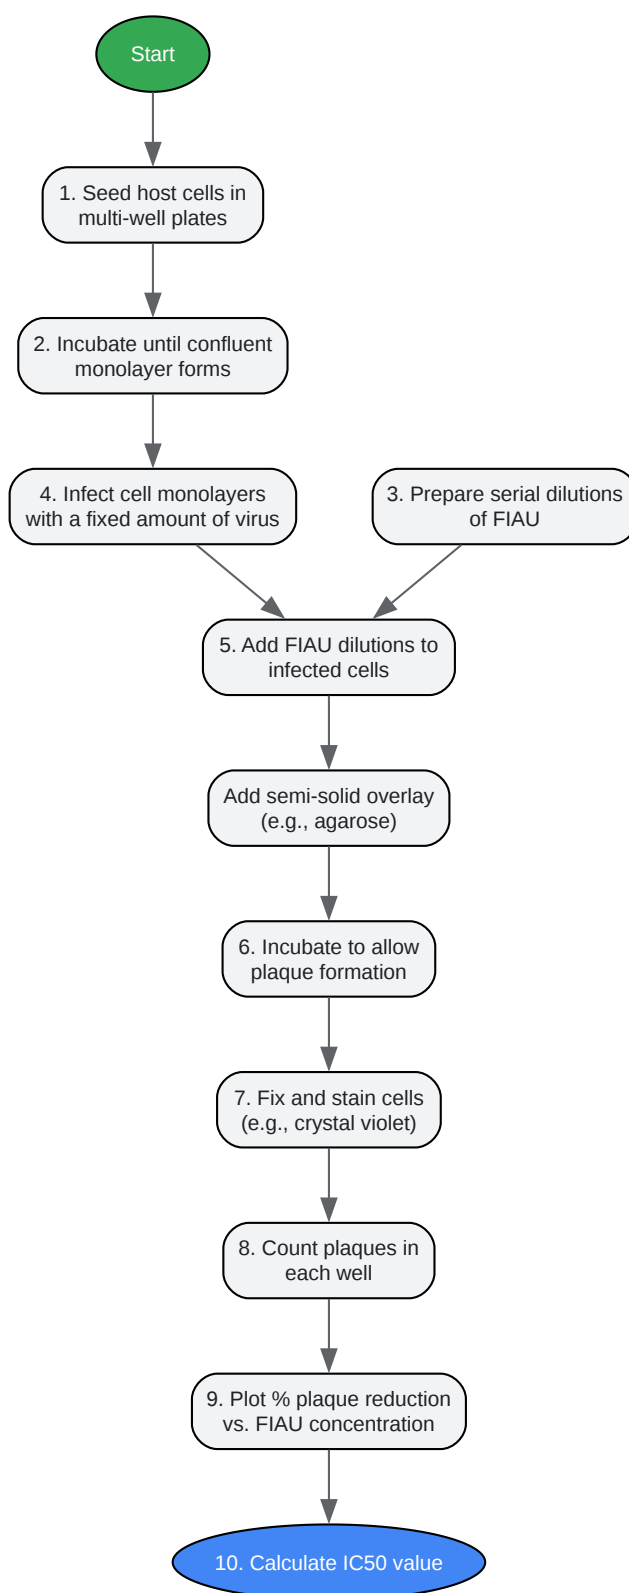 Start
1. Seed host cells in
multi-well plates
2. Incubate until confluent
monolayer forms
4. Infect cell monolayers
with a fixed amount of virus
3. Prepare serial dilutions
of FIAU
5. Add FIAU dilutions to
infected cells
Add semi-solid overlay
(e.g., agarose)
6. Incubate to allow
plaque formation
7. Fix and stain cells
(e.g., crystal violet)
8. Count plaques in
each well
9. Plot % plaque reduction
vs. FIAU concentration
10. Calculate IC50 value